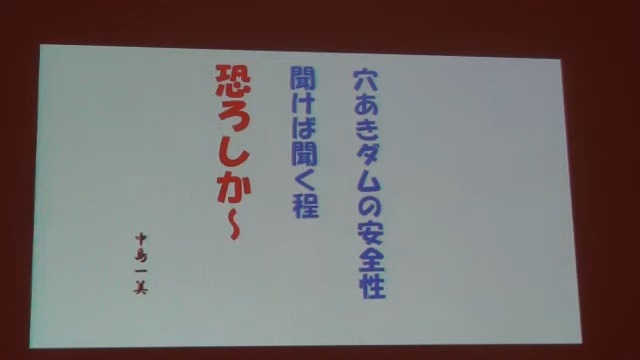 穴あきダムの安全性
聞けば聞く程
恐ろしか～
中島一美